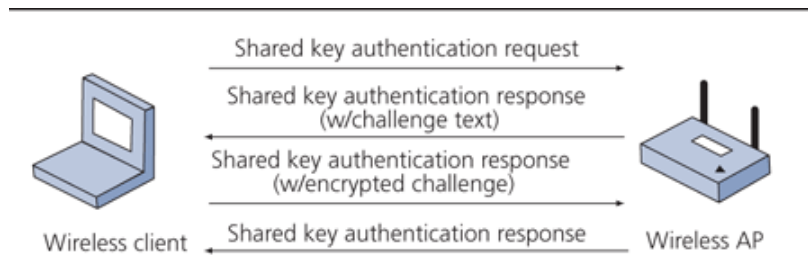 Shared key authentication request
Shared key authentication response
(w/challenge text)
Shared key authentication response
(w/encrypted challenge)
Shared key authentication response
Wireless client
Wireless AP